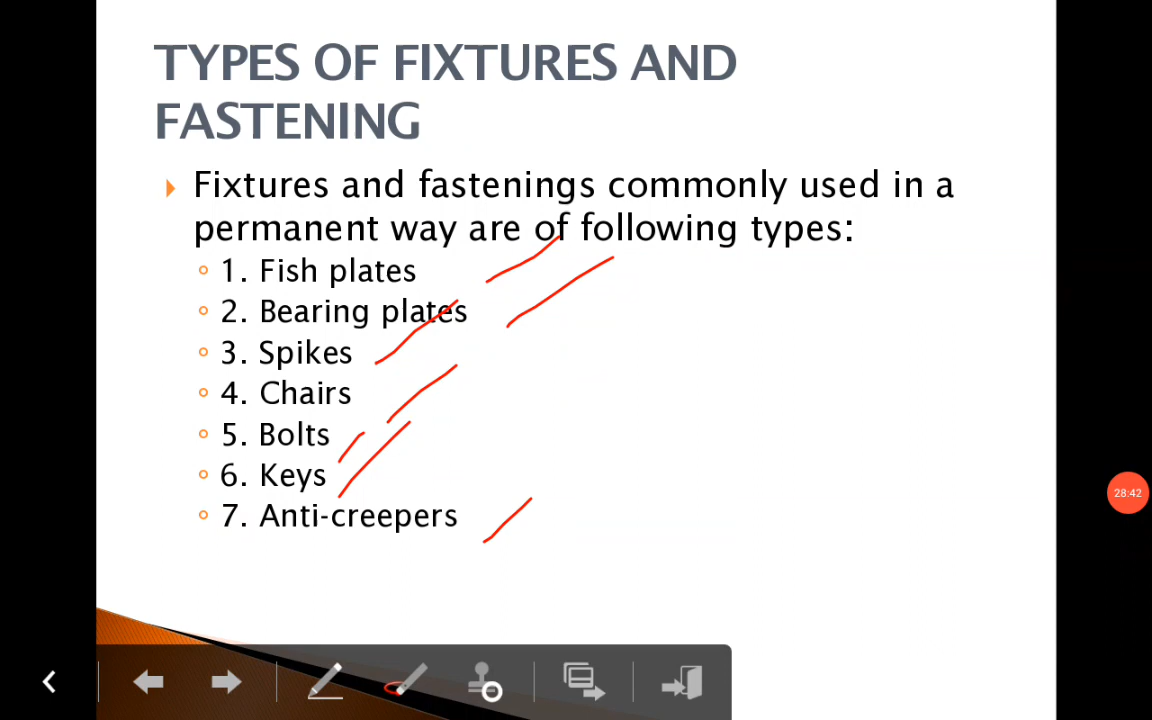 TYPES OF FIXTURES AND
FASTENING
Fixtures and fastenings commonly used in a
permanent way are of following types:
1. Fish plates
2. Bearing plates
3. Spikes
4. Chairs
5. Bolts
6. Keys
7. Anti-creepers
28:42